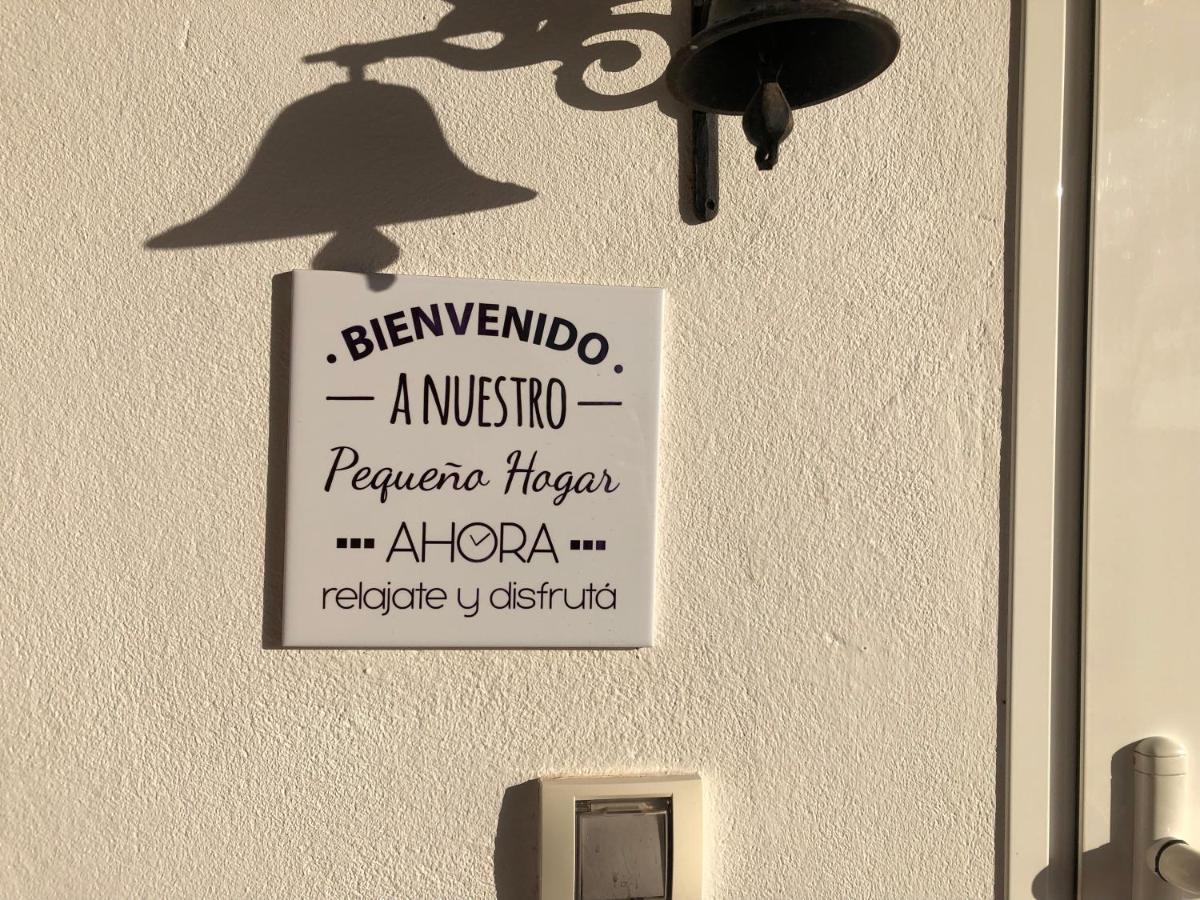 BIENVENIDO
A NUESTRO
Pequeño Hogar
AHORA
relajate y disfrutá